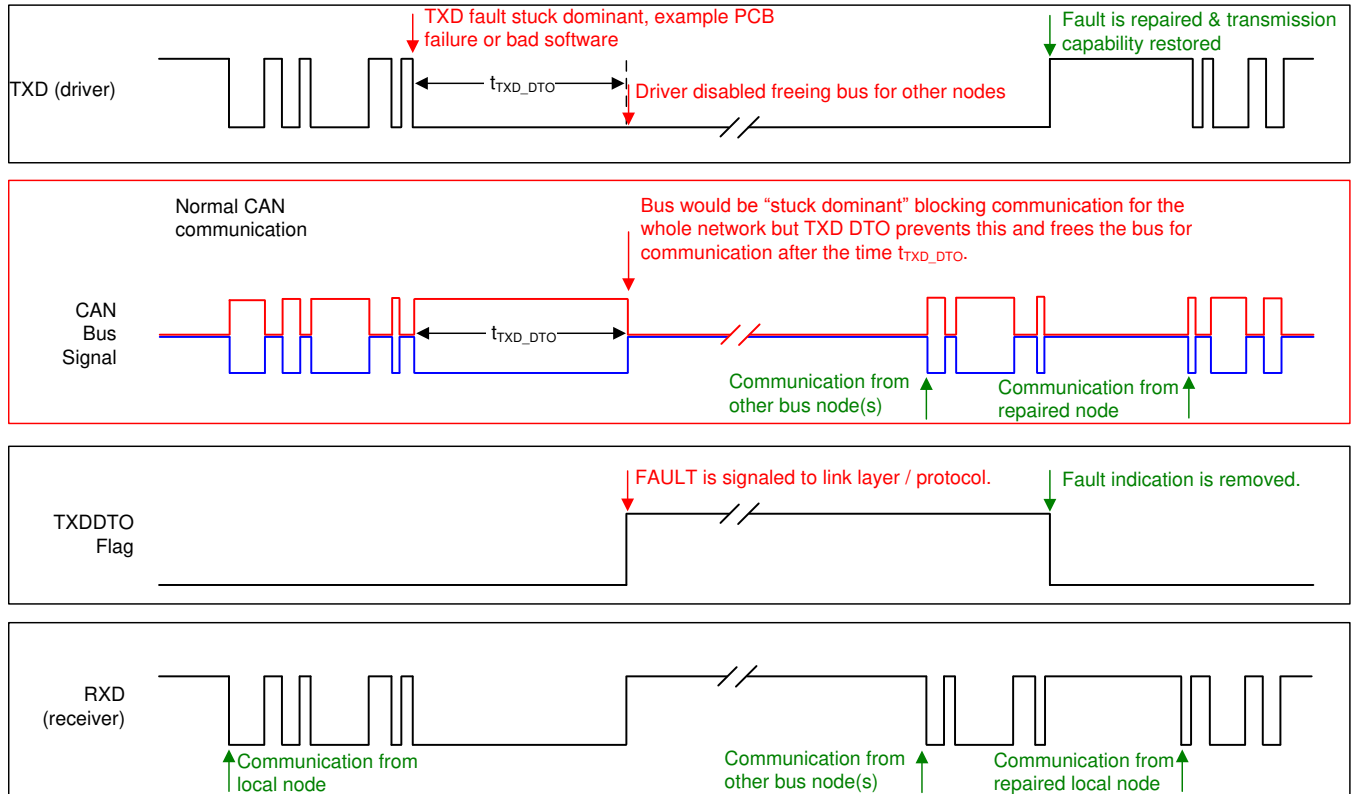 TXD fault stuck dominant, example PCB
failure or bad software
Fault is repaired & transmission
capability restored
TXD (driver)
tTXD_DTO
Driver disabled freeing bus for other nodes
Normal CAN
communication
Bus would be “stuck dominant” blocking communication for the
whole network but TXD DTO prevents this and frees the bus for
communication after the time tTXD_DTO.
CAN
Bus
Signal
tTXD_DTO
Communication from
other bus node(s)
Communication from
repaired node
FAULT is signaled to link layer / protocol.
Fault indication is removed.
TXDDTO
Flag
RXD
(receiver)
Communication from
local node
Communication from
other bus node(s)
Communication from
repaired local node